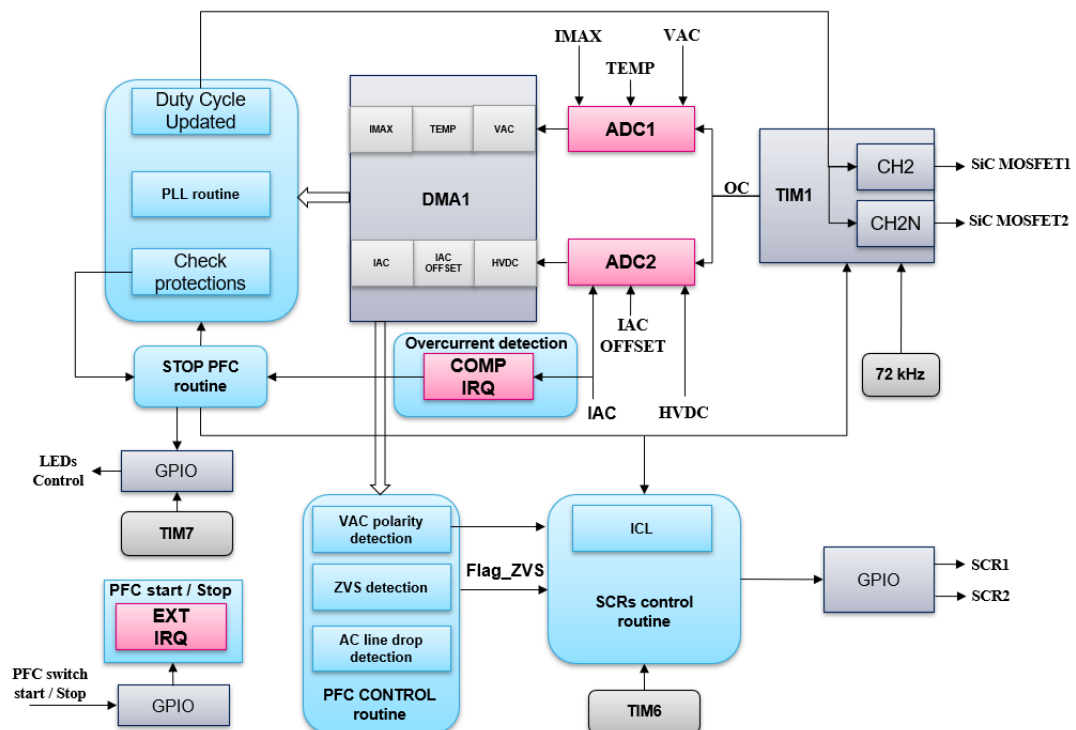 IMAX
VAC
TEMP
Duty Cycle
Updated
PLL routine
Check
protections
IMAX
TEMP
VAC
DMA1
IAC
IAC
OFFSET
HVDC
ADC1
ADC2
OC
TIM1
CH2
CH2N
SiC MOSFET1
SiC MOSFET2
72 kHz
IAC
OFFSET
IAC
HVDC
Overcurrent detection
COMP
IRQ
STOP PFC
routine
LEDs
Control
GPIO
TIM7
PFC start / Stop
EXT
IRQ
PFC switch
start / Stop
GPIO
VAC polarity
detection
ZVS detection
AC line drop
detection
PFC CONTROL
routine
Flag_ZVS
ICL
SCRs control
routine
TIM6
GPIO
SCR1
SCR2